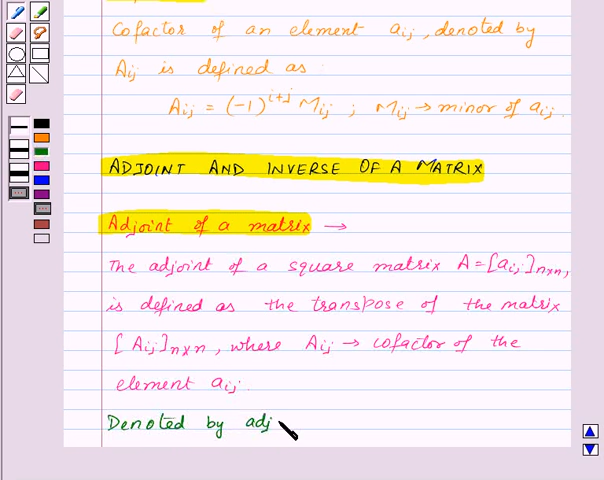 Cofactor of an element aij, denoted by
Aij is defined as :
Aij = (-1)^i+j Mij ; Mij → minor of aij.
ADJOINT AND INVERSE OF A MATRIX
Adjoint of a matrix →
The adjoint of a square matrix A=[aij]n×n,
is defined as the transpose of the matrix
[Aij]n×n, where Aij → cofactor of the
element aij.
Denoted by adj